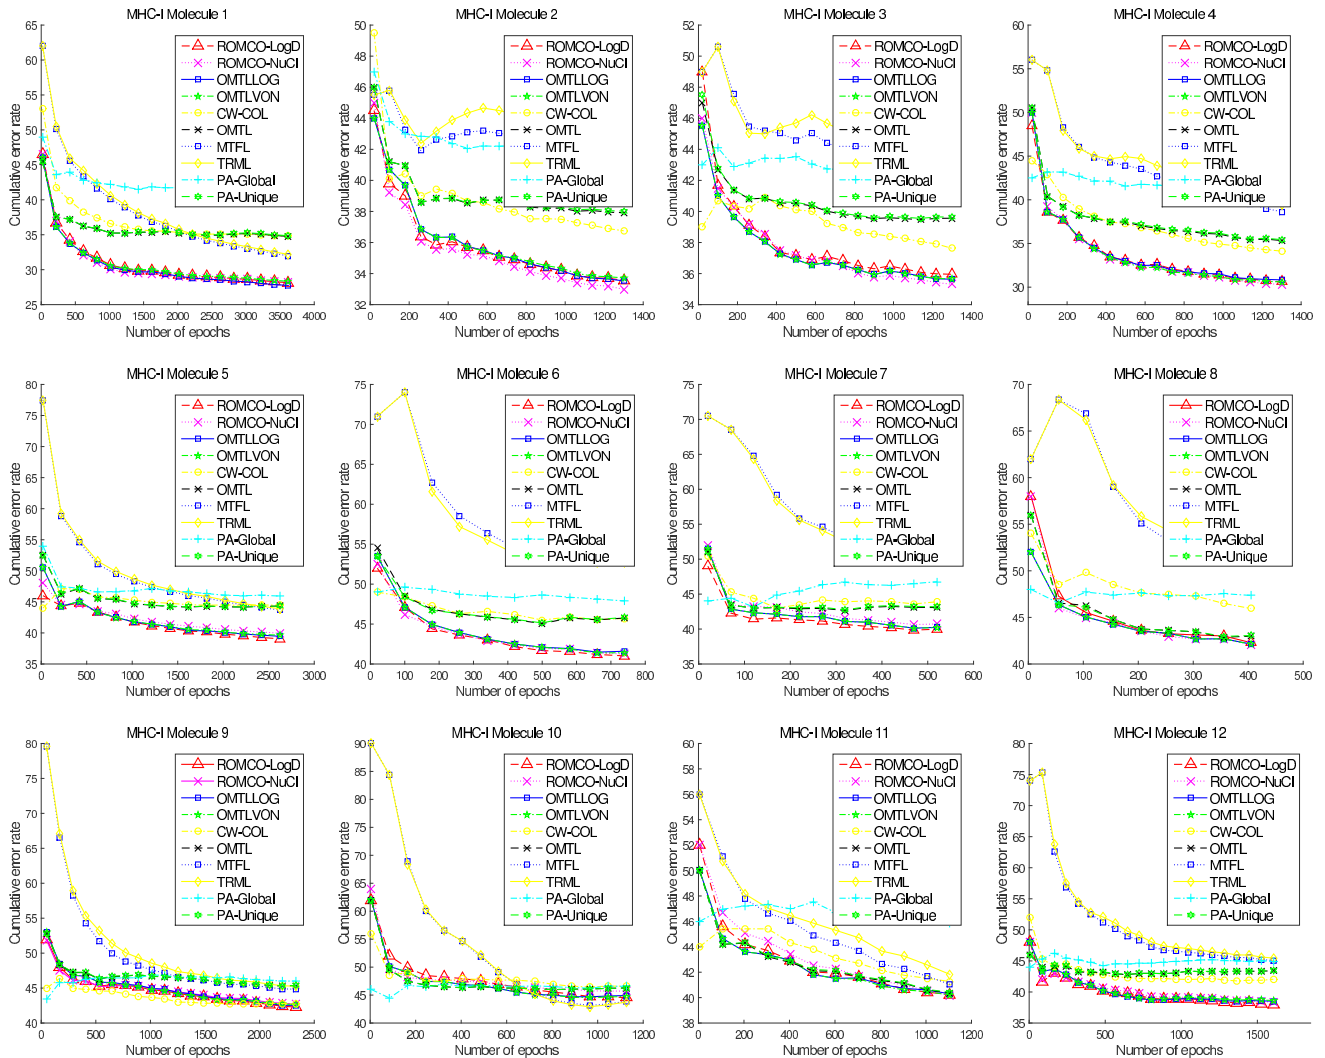 MHC-I Molecule 1
Cumulative error rate
65
60
55
50
45
40
35
30
25
ROMCO-LogD
ROMCO-NuCl
OMTLLOG
OMTLVON
CW-COL
OMTL
MTFL
TRML
PA-Global
PA-Unique
0 500 1000 1500 2000 2500 3000 3500 4000
Number of epochs
MHC-I Molecule 2
Cumulative error rate
50
48
46
44
42
40
38
36
34
32
ROMCO-LogD
ROMCO-NuCl
OMTLLOG
OMTLVON
CW-COL
OMTL
MTFL
TRML
PA-Global
PA-Unique
0 200 400 600 800 1000 1200 1400
Number of epochs
MHC-I Molecule 3
Cumulative error rate
52
50
48
46
44
42
40
38
36
34
ROMCO-LogD
ROMCO-NuCl
OMTLLOG
OMTLVON
CW-COL
OMTL
MTFL
TRML
PA-Global
PA-Unique
0 200 400 600 800 1000 1200 1400
Number of epochs
MHC-I Molecule 4
Cumulative error rate
60
55
50
45
40
35
30
ROMCO-LogD
ROMCO-NuCl
OMTLLOG
OMTLVON
CW-COL
OMTL
MTFL
TRML
PA-Global
PA-Unique
0 200 400 600 800 1000 1200 1400
Number of epochs
MHC-I Molecule 5
Cumulative error rate
80
75
70
65
60
55
50
45
40
35
ROMCO-LogD
ROMCO-NuCl
OMTLLOG
OMTLVON
CW-COL
OMTL
MTFL
TRML
PA-Global
PA-Unique
0 500 1000 1500 2000 2500 3000
Number of epochs
MHC-I Molecule 6
Cumulative error rate
75
70
65
60
55
50
45
40
ROMCO-LogD
ROMCO-NuCl
OMTLLOG
OMTLVON
CW-COL
OMTL
MTFL
TRML
PA-Global
PA-Unique
0 100 200 300 400 500 600 700 800
Number of epochs
MHC-I Molecule 7
Cumulative error rate
75
70
65
60
55
50
45
40
35
ROMCO-LogD
ROMCO-NuCl
OMTLLOG
OMTLVON
CW-COL
OMTL
MTFL
TRML
PA-Global
PA-Unique
0 100 200 300 400 500 600
Number of epochs
MHC-I Molecule 8
Cumulative error rate
70
65
60
55
50
45
40
ROMCO-LogD
ROMCO-NuCl
OMTLLOG
OMTLVON
CW-COL
OMTL
MTFL
TRML
PA-Global
PA-Unique
0 100 200 300 400 500
Number of epochs
MHC-I Molecule 9
Cumulative error rate
80
75
70
65
60
55
50
45
40
ROMCO-LogD
ROMCO-NuCl
OMTLLOG
OMTLVON
CW-COL
OMTL
MTFL
TRML
PA-Global
PA-Unique
0 500 1000 1500 2000 2500
Number of epochs
MHC-I Molecule 10
Cumulative error rate
90
85
80
75
70
65
60
55
50
45
40
ROMCO-LogD
ROMCO-NuCl
OMTLLOG
OMTLVON
CW-COL
OMTL
MTFL
TRML
PA-Global
PA-Unique
0 200 400 600 800 1000 1200
Number of epochs
MHC-I Molecule 11
Cumulative error rate
60
58
56
54
52
50
48
46
44
42
40
38
ROMCO-LogD
ROMCO-NuCl
OMTLLOG
OMTLVON
CW-COL
OMTL
MTFL
TRML
PA-Global
PA-Unique
0 200 400 600 800 1000 1200
Number of epochs
MHC-I Molecule 12
Cumulative error rate
80
75
70
65
60
55
50
45
40
35
ROMCO-LogD
ROMCO-NuCl
OMTLLOG
OMTLVON
CW-COL
OMTL
MTFL
TRML
PA-Global
PA-Unique
0 500 1000 1500
Number of epochs